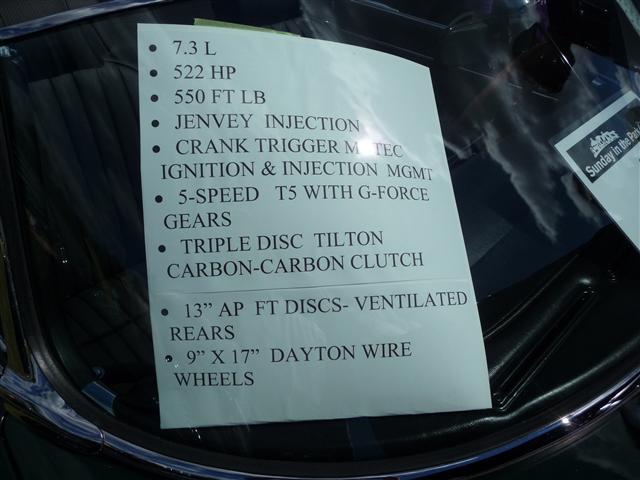 • 7.3 L
• 522 HP
• 550 FT LB
• JENVEY INJECTION
• CRANK TRIGGER MOTEC
IGNITION & INJECTION MGMT
• 5-SPEED T5 WITH G-FORCE
GEARS
• TRIPLE DISC TILTON
CARBON-CARBON CLUTCH
• 13” AP FT DISCS- VENTILATED
REARS
• 9” X 17” DAYTON WIRE
WHEELS
Sunday in the Park